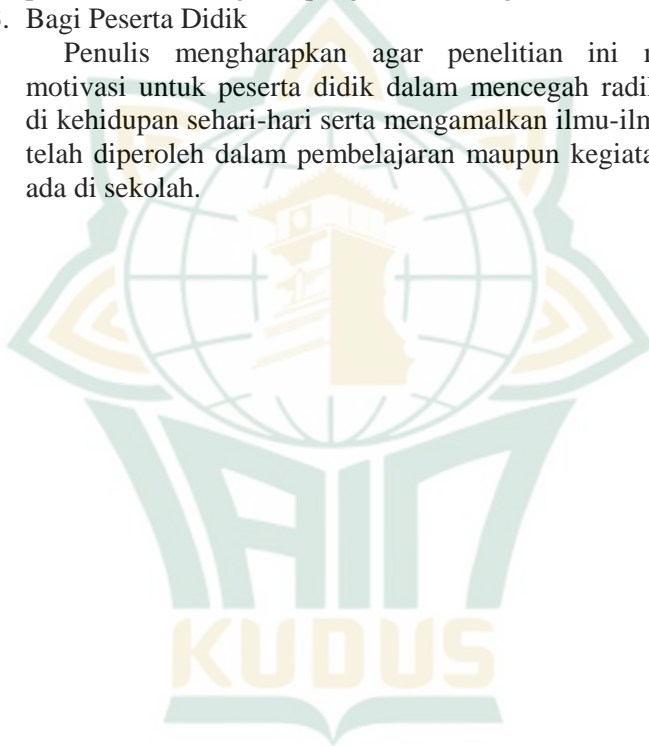 . Bagi Peserta Didik
Penulis mengharapkan agar penelitian ini
motivasi untuk peserta didik dalam mencegah
di kehidupan sehari-hari serta mengamalkan
telah diperoleh dalam pembelajaran maupun
ada di sekolah.
IAIN
KUDUS